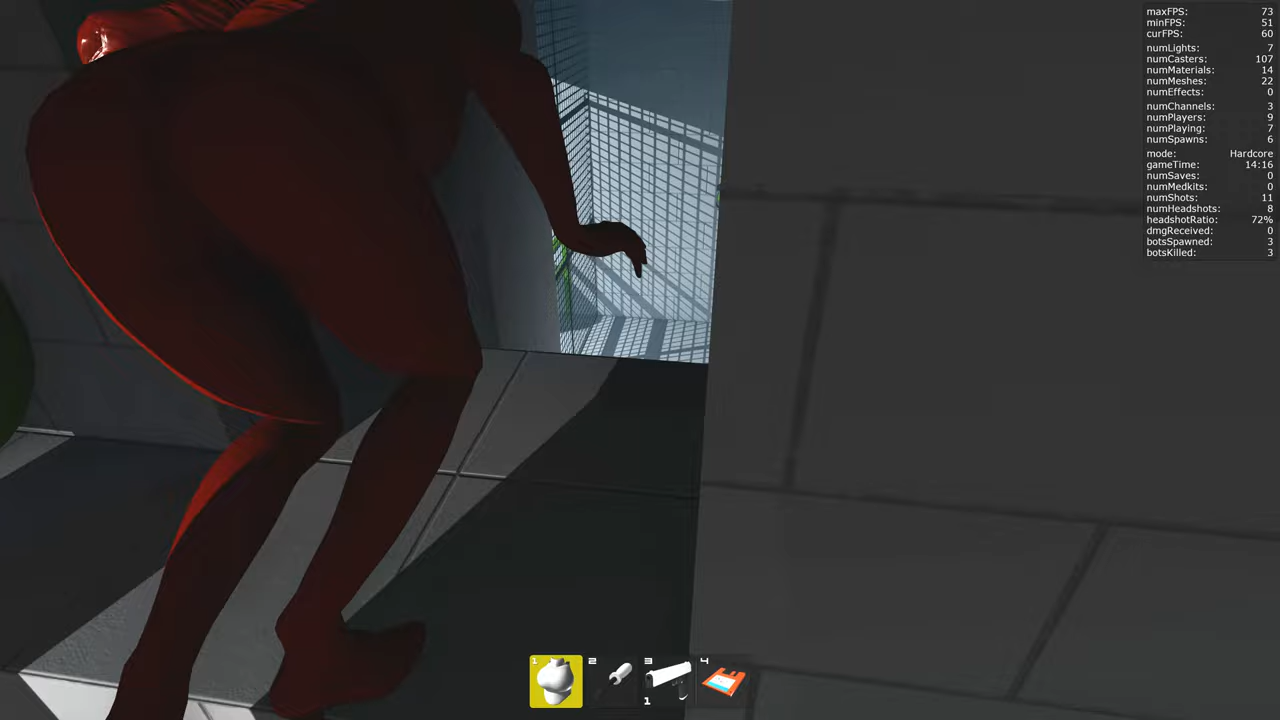 maxFPS: 73
minFPS: 51
curFPS: 60
numLights: 7
numCasters: 107
numMaterials: 14
numMeshes: 22
numEffects: 0
numChannels: 3
numPlayers: 9
numPlaying: 7
numSpawns: 6
mode: Hardcore
gameTime: 14:16
numSaves: 0
numMedkits: 0
numShots: 11
numHeadshots: 8
headshotRatio: 72%
dmgReceived: 0
botsSpawned: 3
botsKilled: 3
1 2 3 4
1